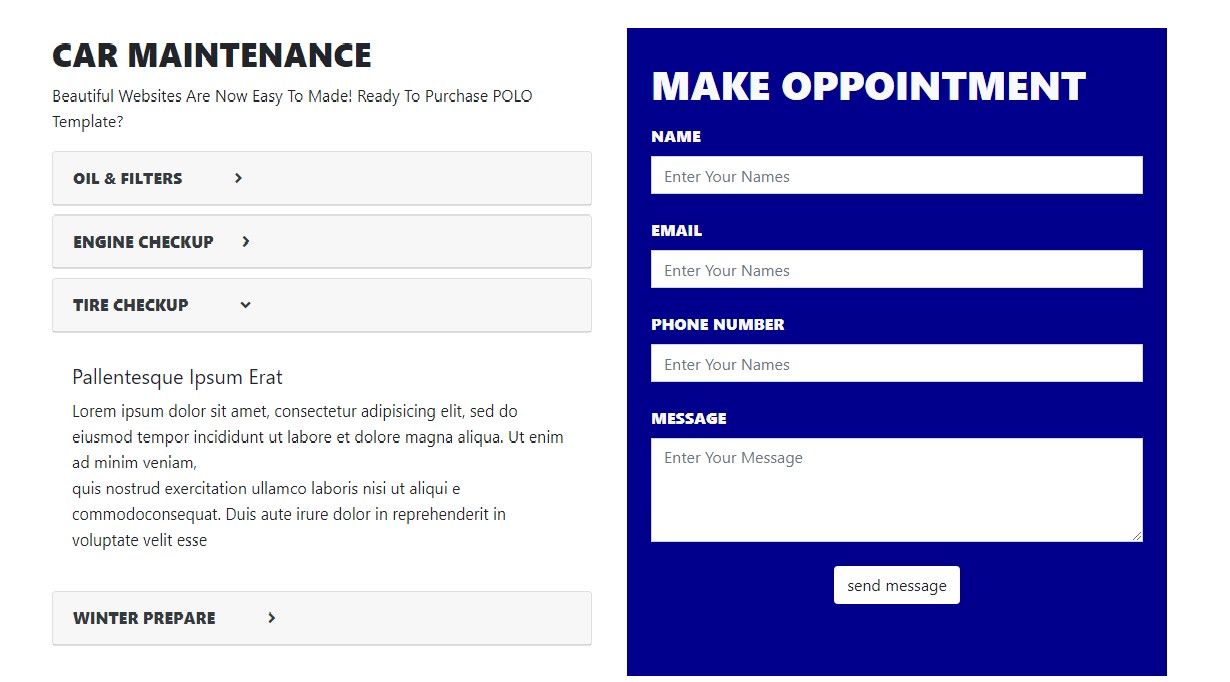 CAR MAINTENANCE
Beautiful Websites Are Now Easy To Made! Ready To Purchase POLO
Template?
OIL & FILTERS
ENGINE CHECKUP
TIRE CHECKUP
Pallentesque Ipsum Erat
Lorem ipsum dolor sit amet, consectetur adipisicing elit, sed do
eiusmod tempor incididunt ut labore et dolore magna aliqua. Ut enim
ad minim veniam,
quis nostrud exercitation ullamco laboris nisi ut aliqui e
commodoconsequat. Duis aute irure dolor in reprehenderit in
voluptate velit esse
WINTER PREPARE
MAKE OPPOINTMENT
NAME
Enter Your Names
EMAIL
Enter Your Names
PHONE NUMBER
Enter Your Names
MESSAGE
Enter Your Message
send message